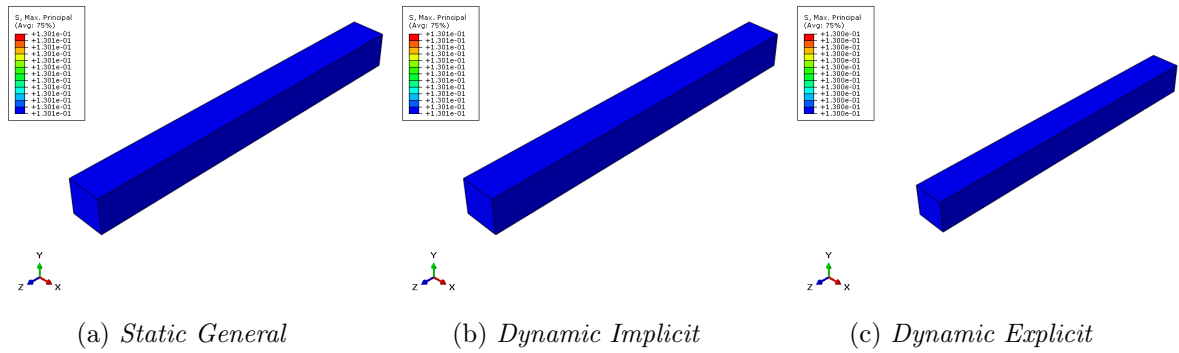 S, Max. Principal
(Avg: 75%)
+1.301e-01
+1.301e-01
+1.301e-01
+1.301e-01
+1.301e-01
+1.301e-01
+1.301e-01
+1.301e-01
+1.301e-01
+1.301e-01
+1.301e-01
+1.301e-01
+1.301e-01
Y
Z X
(a) Static General
S, Max. Principal
(Avg: 75%)
+1.301e-01
+1.301e-01
+1.301e-01
+1.301e-01
+1.301e-01
+1.301e-01
+1.301e-01
+1.301e-01
+1.301e-01
+1.301e-01
+1.301e-01
+1.301e-01
+1.301e-01
Y
Z X
(b) Dynamic Implicit
S, Max. Principal
(Avg: 75%)
+1.300e-01
+1.300e-01
+1.300e-01
+1.300e-01
+1.300e-01
+1.300e-01
+1.300e-01
+1.300e-01
+1.300e-01
+1.300e-01
+1.300e-01
+1.300e-01
+1.300e-01
Y
Z X
(c) Dynamic Explicit